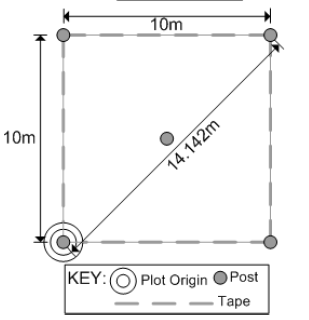 10m
10m
14.142m
KEY: Plot Origin Post
Tape